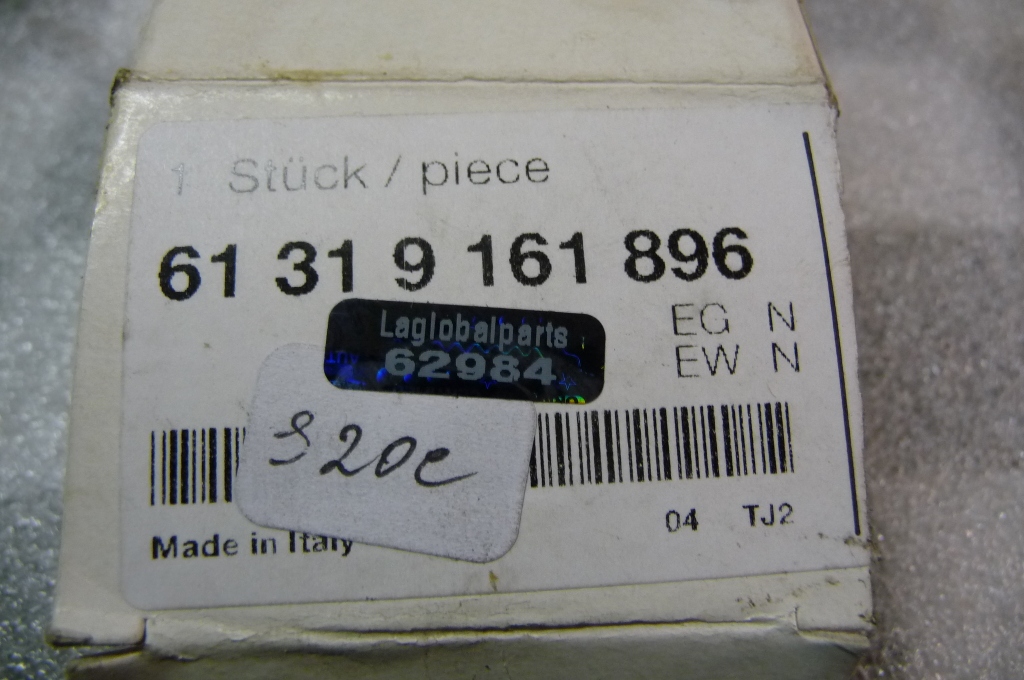 1 Stück / piece
61 31 9 161 896
Laglobalparts
62984
EG N
EW N
S20e
04 TJ2
Made in Italy